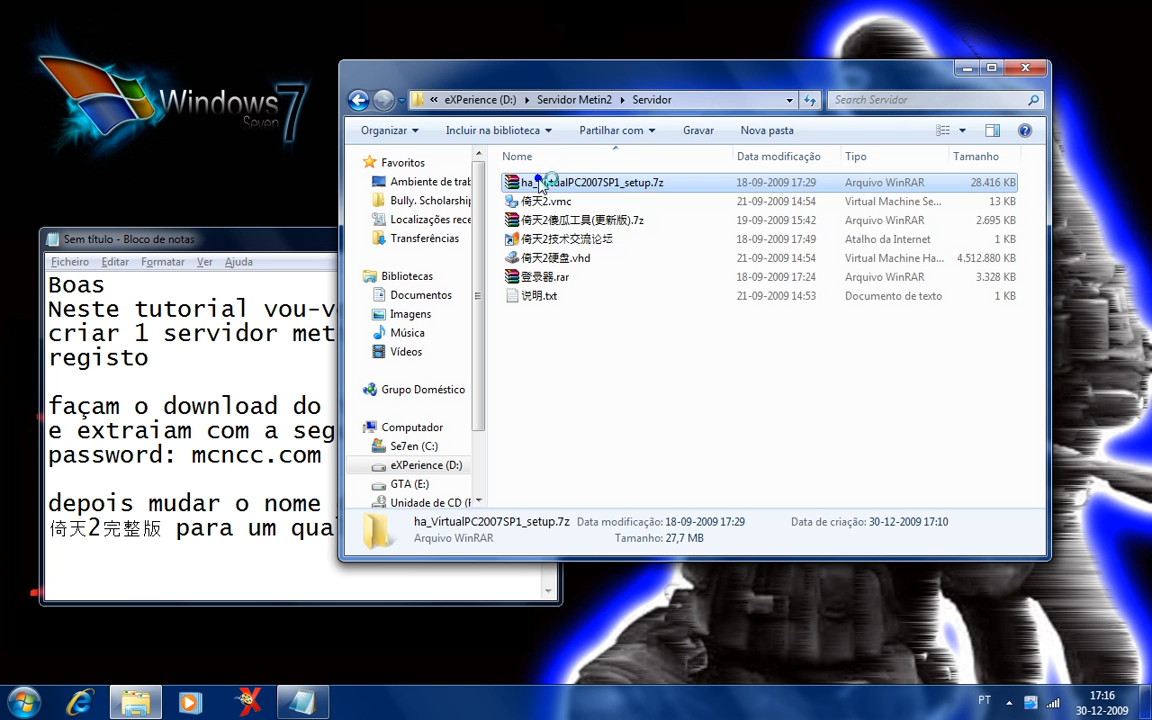 Windows 7
Seven
eXPerience (D:)
Servidor Metin2
Servidor
Search Servidor
Organizar
Incluir na biblioteca
Partilhar com
Gravar
Nova pasta
Favoritos
Ambiente de trab
Bully. Scholarship
Localizações rece
Transferências
Bibliotecas
Documentos
Imagens
Música
Vídeos
Grupo Doméstico
Computador
Se7en (C:)
eXPerience (D:)
GTA (E:)
Unidade de CD (F
Nome Data modificação Tipo Tamanho
ha_VirtualPC2007SP1_setup.7z 18-09-2009 17:29 Arquivo WinRAR 28.416 KB
倚天2.vmc 21-09-2009 14:54 Virtual Machine Se... 13 KB
倚天2傻瓜工具(更新版).7z 19-09-2009 15:42 Arquivo WinRAR 2.695 KB
倚天2技术交流论坛 18-09-2009 17:49 Atalho da Internet 1 KB
倚天2硬盘.vhd 21-09-2009 14:54 Virtual Machine Ha... 4.512.880 KB
登录器.rar 18-09-2009 17:24 Arquivo WinRAR 3.328 KB
说明.txt 21-09-2009 14:53 Documento de texto 1 KB
ha_VirtualPC2007SP1_setup.7z Data modificação: 18-09-2009 17:29 Data de criação: 30-12-2009 17:10
Arquivo WinRAR Tamanho: 27,7 MB
Sem título - Bloco de notas
Ficheiro Editar Formatar Ver Ajuda
Boas
Neste tutorial vou-v
criar 1 servidor met
registo
façam o download do
e extraiam com a seg
password: mcncc.com
depois mudar o nome
倚天2完整版 para um qua
PT
17:16
30-12-2009